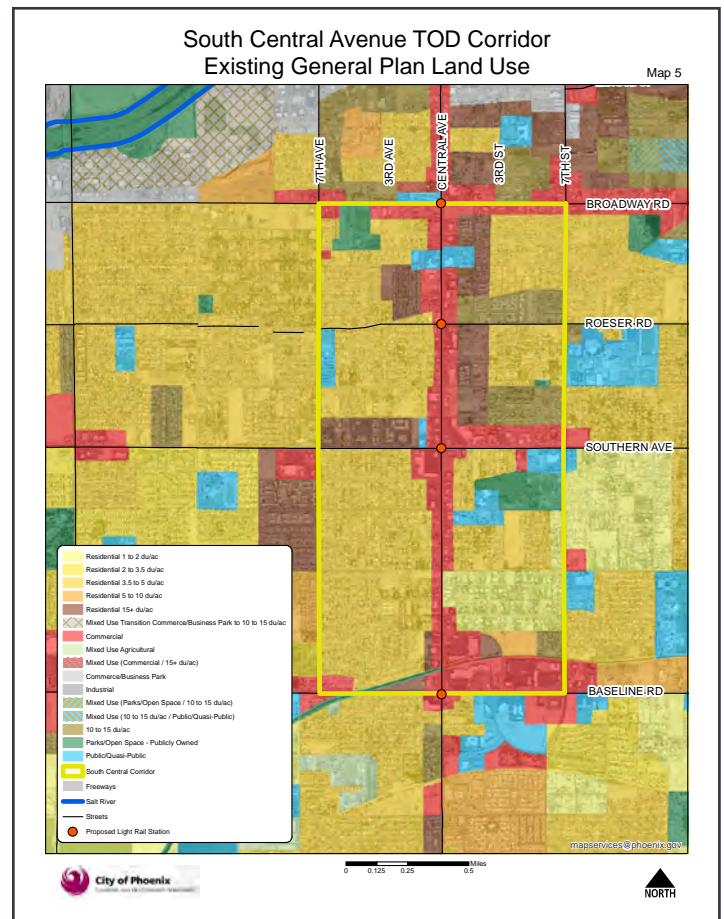 South Central Avenue TOD Corridor
Existing General Plan Land Use
Map 5
7TH AVE
3RD AVE
CENTRAL AVE
3RD ST
7TH ST
BROADWAY RD
ROESER RD
SOUTHERN AVE
BASELINE RD
Residential 1 to 2 du/ac
Residential 2 to 3.5 du/ac
Residential 3.5 to 5 du/ac
Residential 5 to 10 du/ac
Residential 15+ du/ac
Mixed Use Transition Commerce/Business Park to 10 to 15 du/ac
Commercial
Mixed Use Agricultural
Mixed Use (Commercial / 15+ du/ac)
Commerce/Business Park
Industrial
Mixed Use (Parks/Open Space / 10 to 15 du/ac)
Mixed Use (10 to 15 du/ac / Public/Quasi-Public)
10 to 15 du/ac
Parks/Open Space - Publicly Owned
Public/Quasi-Public
South Central Corridor
Freeways
Salt River
Streets
Proposed Light Rail Station
mapservices@phoenix.gov
City of Phoenix
Miles
0 0.125 0.25 0.5
NORTH